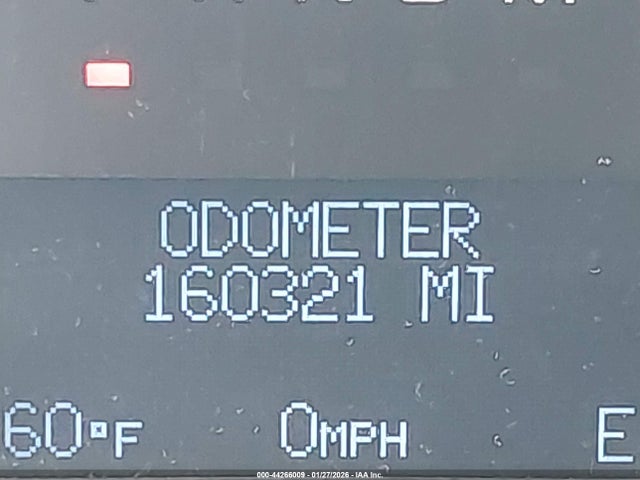 ODOMETER
160321 MI
60°F 0MPH E
000-44266009 - 01/27/2026 - IAA Inc.